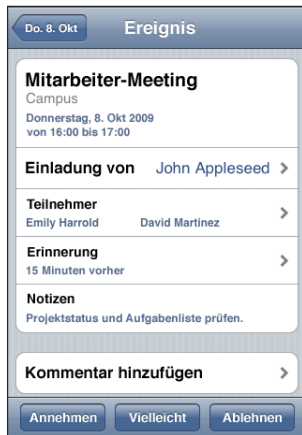 Do. 8. Okt Ereignis
Mitarbeiter-Meeting
Campus
Donnerstag, 8. Okt 2009
von 16:00 bis 17:00
Einladung von John Appleseed
Teilnehmer
Emily Harrold David Martinez
Erinnerung
15 Minuten vorher
Notizen
Projektstatus und Aufgabenliste prüfen.
Kommentar hinzufügen
Annehmen Vielleicht Ablehnen